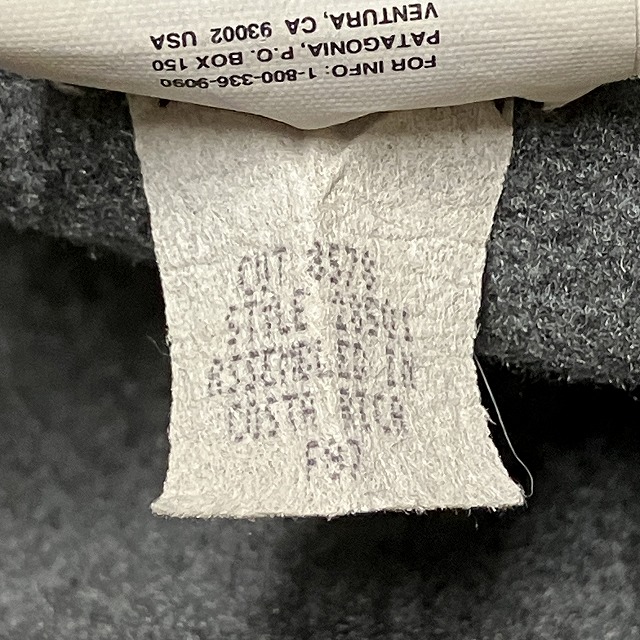 FOR INFO: 1-800-336-9090
PATAGONIA, P.O. BOX 150
VENTURA, CA 93002 USA
CUT
STYLE
ASSEMBLED IN
COSTA RICA